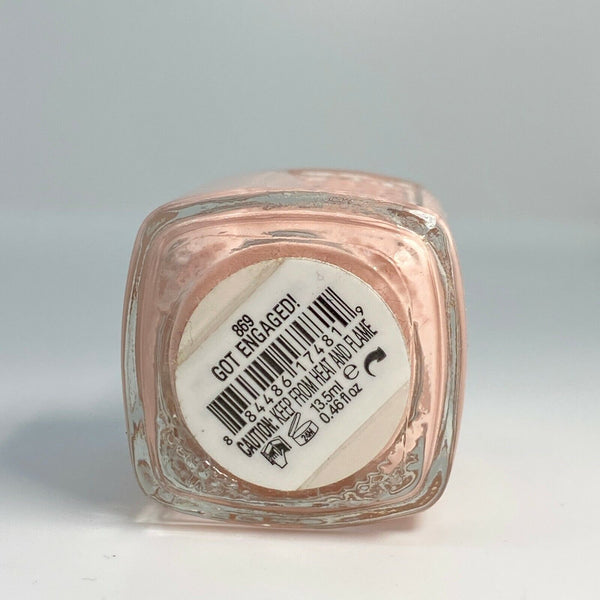 869
GOT ENGAGED!
8 84486 17481 9
CAUTION: KEEP FROM HEAT AND FLAME
13.5ml e
0.46 fl oz
24M